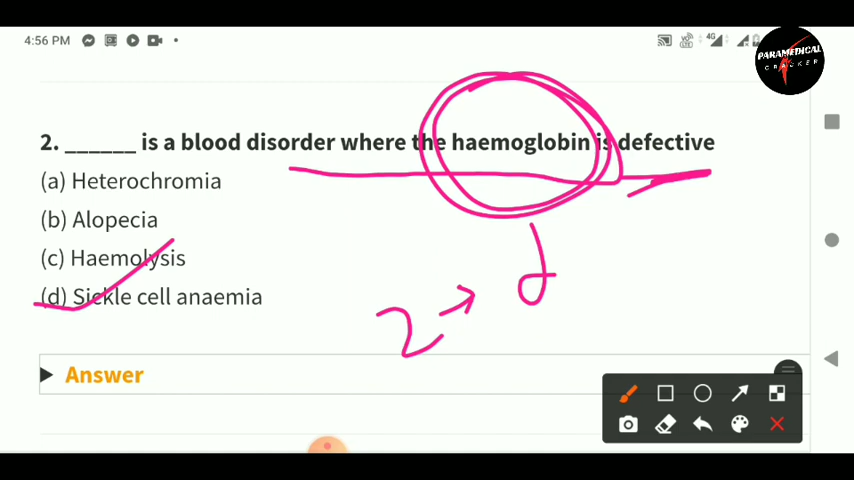 4:56 PM
4G
PARAMEDICAL
CRACKER
2. ______ is a blood disorder where the haemoglobin is defective
(a) Heterochromia
(b) Alopecia
(c) Haemolysis
(d) Sickle cell anaemia
2 → d
Answer